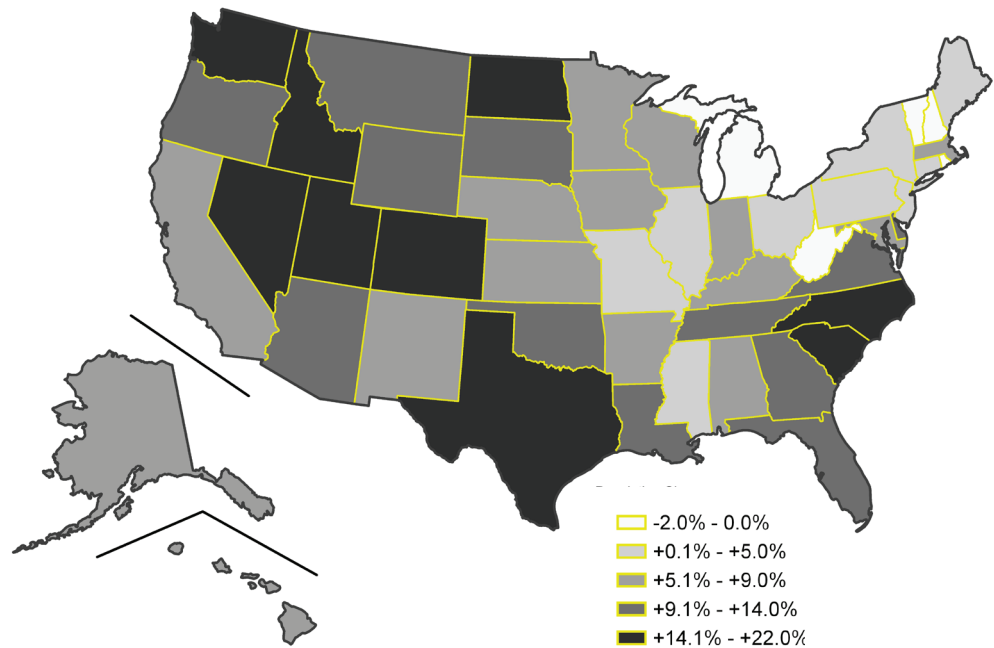 -2.0% - 0.0%
+0.1% - +5.0%
+5.1% - +9.0%
+9.1% - +14.0%
+14.1% - +22.0%